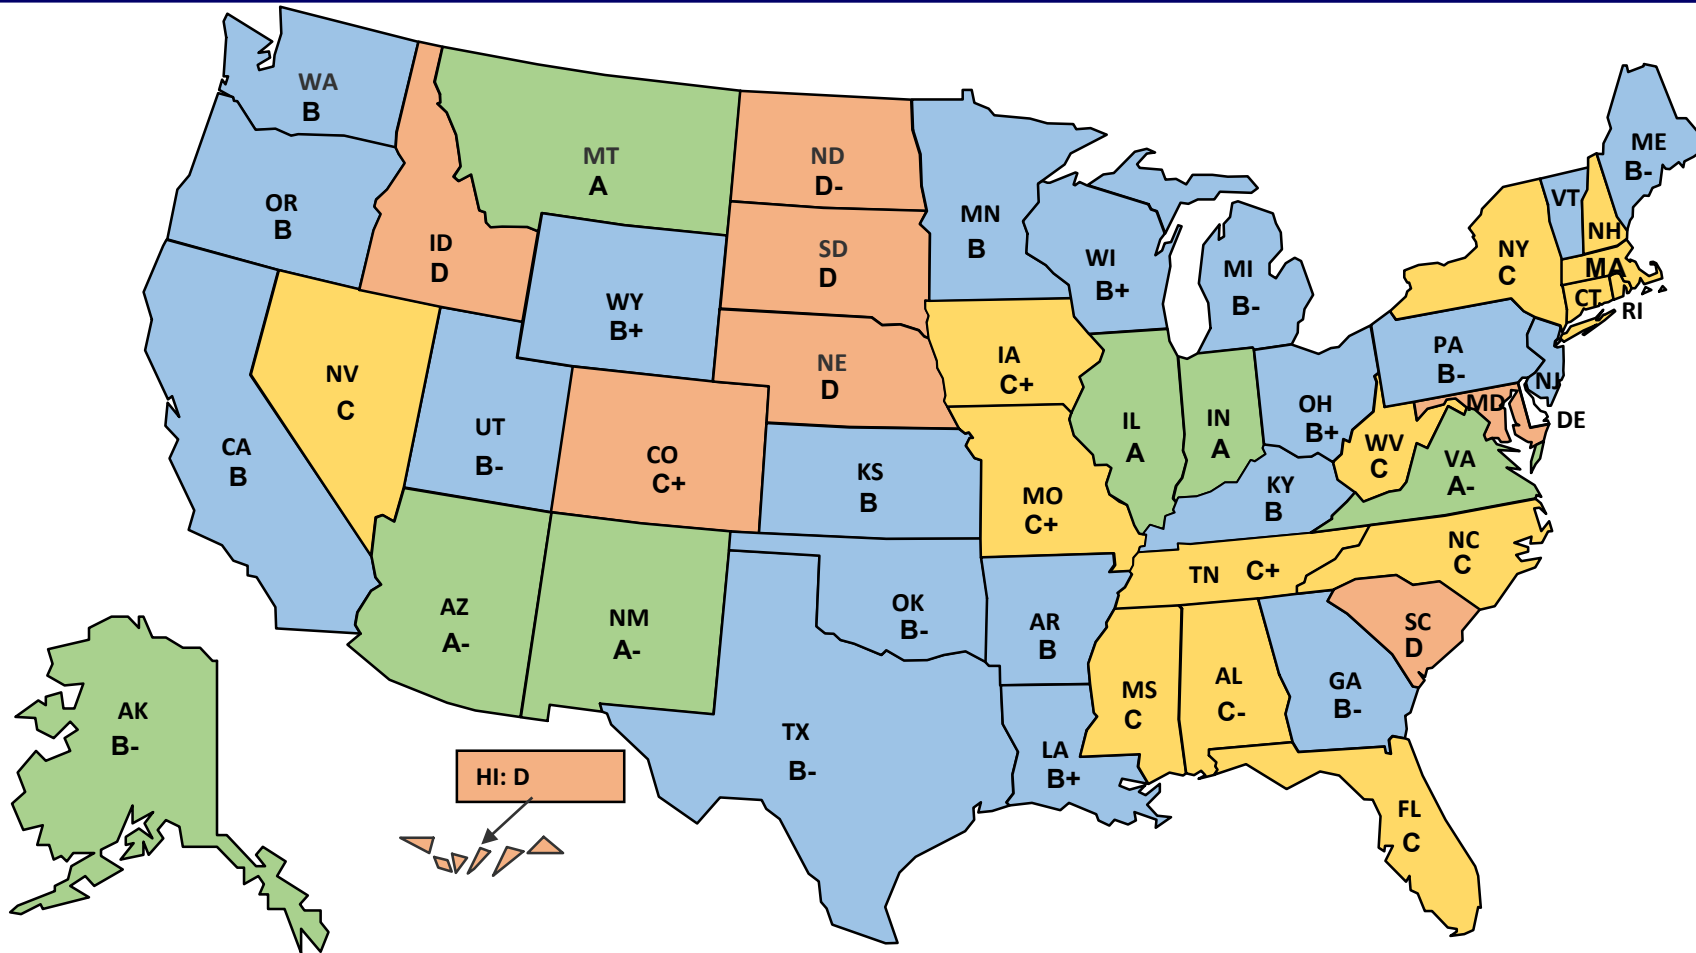 WA
B
OR
B
CA
B
NV
C
ID
D
MT
A
WY
B+
UT
B-
CO
C+
AZ
A-
NM
A-
ND
D-
SD
D
NE
D
KS
B
OK
B-
TX
B-
MN
B
IA
C+
MO
C+
AR
B
LA
B+
WI
B+
IL
A
MI
B-
IN
A
OH
B+
KY
B
TN C+
MS
C
AL
C-
GA
B-
FL
C
SC
D
NC
C
VA
A-
WV
C
MD
DE
PA
B-
NJ
NY
C
CT
RI
MA
VT
NH
ME
B-
AK
B-
HI: D